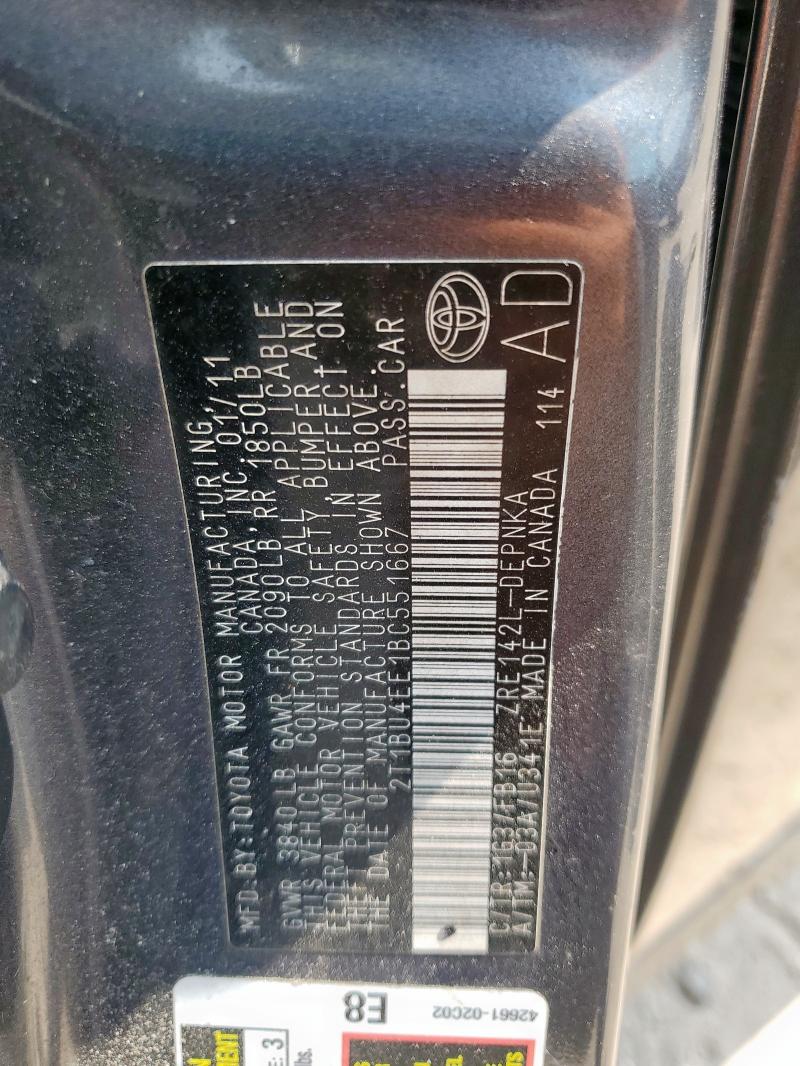 MFD.BY:TOYOTA MOTOR MANUFACTURING,
CANADA,INC.01/11
GVWR 3840LB GAWR FR 2090LB RR 1850LB
THIS VEHICLE CONFORMS TO ALL APPLICABLE
FEDERAL MOTOR VEHICLE SAFETY,BUMPER,AND
THEFT PREVENTION STANDARDS IN EFFECT ON
THE DATE OF MANUFACTURE SHOWN ABOVE.
2T1BU4EE1BC551667 PASS.CAR
C/TR:1G3/FB16 ZRE142L-DEPNKA
A/TM:-03A/U341E MADE IN CANADA 114
AD
E8
42661-02C02
E: 3
lbs.